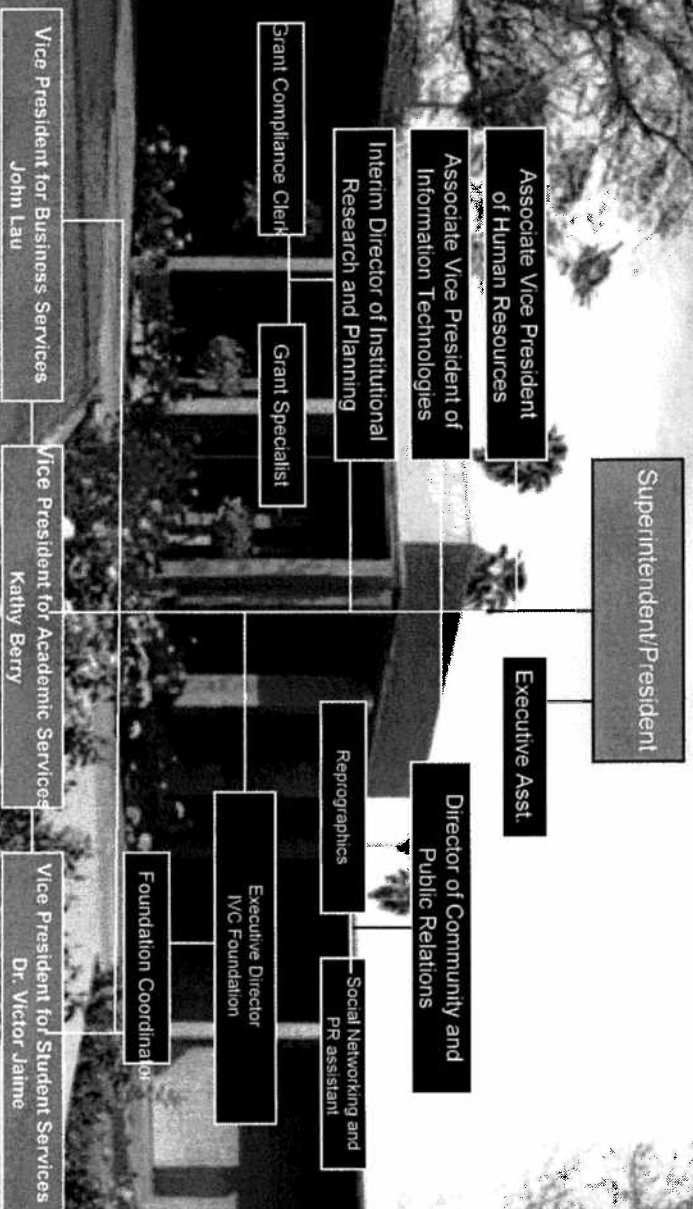 Superintendent/President
Executive Asst.
Associate Vice President
of Human Resources
Associate Vice President of
Information Technologies
Director of Community and
Public Relations
Interim Director of Institutional
Research and Planning
Reprographics
Social Networking and
PR assistant
Grant Compliance Clerk
Grant Specialist
Executive Director
IVC Foundation
Foundation Coordinator
Vice President for Business Services
John Lau
Vice President for Academic Services
Kathy Berry
Vice President for Student Services
Dr. Victor Jaime